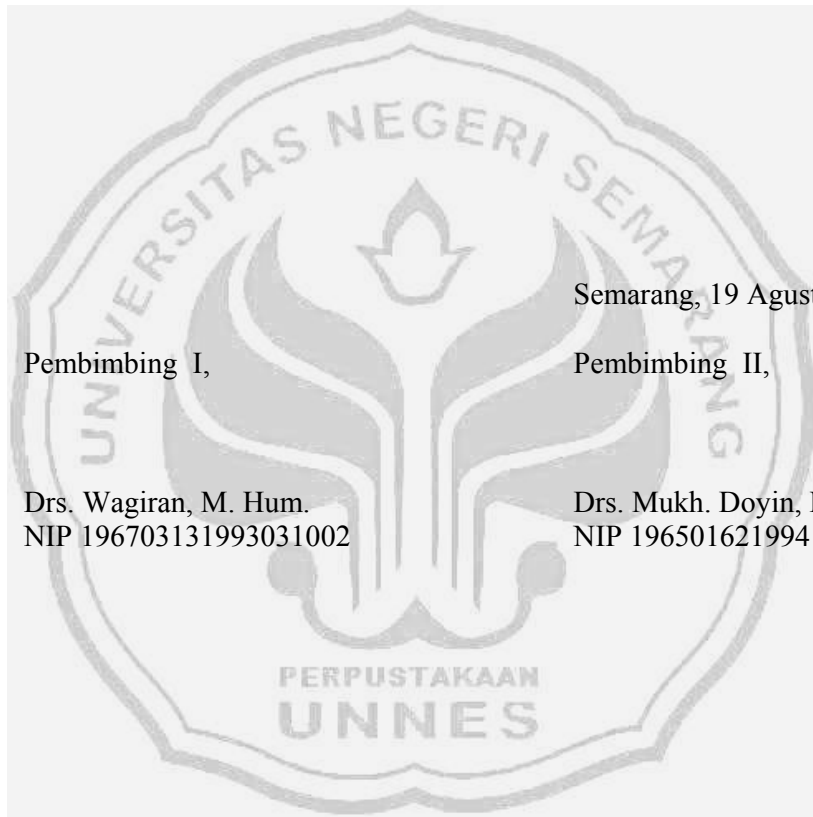 UNIVERSITAS NEGERI SEMARANG
Semarang, 19 Agust
Pembimbing I,
Pembimbing II,
Drs. Wagiran, M. Hum.
Drs. Mukh. Doyin,
NIP 196703131993031002
NIP 196501621994
PERPUSTAKAAN
UNNES